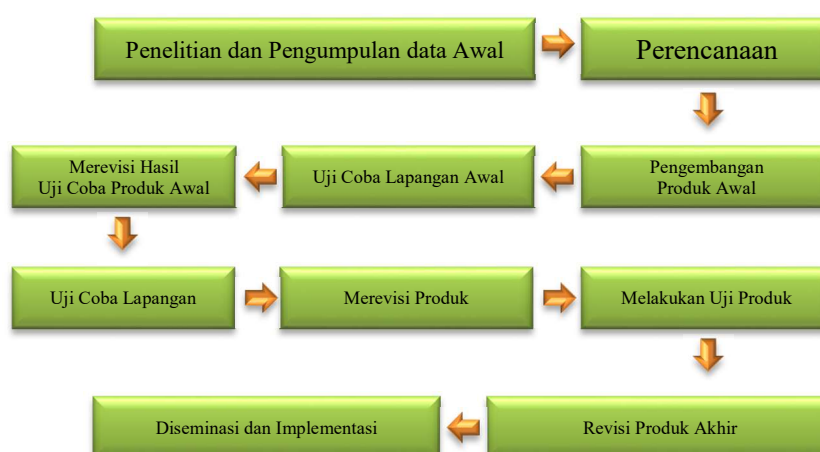 Penelitian dan Pengumpulan data Awal
Perencanaan
Pengembangan
Produk Awal
Uji Coba Lapangan Awal
Merevisi Hasil
Uji Coba Produk Awal
Uji Coba Lapangan
Merevisi Produk
Melakukan Uji Produk
Revisi Produk Akhir
Diseminasi dan Implementasi